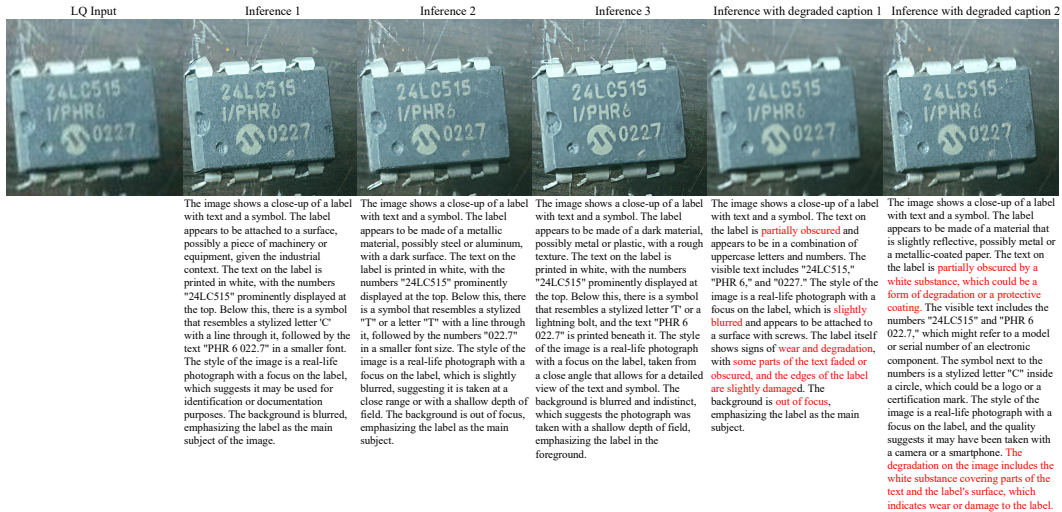 LQ Input
Inference 1
Inference 2
Inference 3
Inference with degraded caption 1
Inference with degraded caption 2
24LC515
I/PHR6
0227
24LC515
I/PHR6
0227
24LC515
I/PHR6
0227
24LC515
I/PHR6
0227
24LC515
I/PHR6
0227
24LC515
I/PHR6
0227
The image shows a close-up of a label
with text and a symbol. The label
appears to be attached to a surface,
possibly a piece of machinery or
equipment, given the industrial
context. The text on the label is
printed in white, with the numbers
"24LC515" prominently displayed at
the top. Below this, there is a symbol
that resembles a stylized letter 'C'
with a line through it, followed by the
text "PHR 6 022.7" in a smaller font.
The style of the image is a real-life
photograph with a focus on the label,
which suggests it may be used for
identification or documentation
purposes. The background is blurred,
emphasizing the label as the main
subject of the image.
The image shows a close-up of a label
with text and a symbol. The label
appears to be made of a metallic
material, possibly steel or aluminum,
with a dark surface. The text on the
label is printed in white, with the
numbers "24LC515" prominently
displayed at the top. Below this, there
is a symbol that resembles a stylized
"T" or a letter "T" with a line through
it, followed by the numbers "022.7"
in a smaller font size. The style of the
image is a real-life photograph with a
focus on the label, which is slightly
blurred, suggesting it is taken at a
close range or with a shallow depth of
field. The background is out of focus,
emphasizing the label as the main
subject.
The image shows a close-up of a label
with text and a symbol. The label
appears to be made of a dark material,
possibly metal or plastic, with a rough
texture. The text on the label is
printed in white, with the numbers
"24LC515" prominently displayed at
the top. Below this, there is a symbol
that resembles a stylized letter 'T' or a
lightning bolt, and the text "PHR 6
022.7" is printed beneath it. The style
of the image is a real-life photograph
with a focus on the label, taken from
a close angle that allows for a detailed
view of the text and symbol. The
background is blurred and indistinct,
which suggests the photograph was
taken with a shallow depth of field,
emphasizing the label in the
foreground.
The image shows a close-up of a label
with text and a symbol. The text on
the label is partially obscured and
appears to be in a combination of
uppercase letters and numbers. The
visible text includes "24LC515,"
"PHR 6," and "0227." The style of the
image is a real-life photograph with a
focus on the label, which is slightly
blurred and appears to be attached to
a surface with screws. The label itself
shows signs of wear and degradation,
with some parts of the text faded or
obscured, and the edges of the label
are slightly damaged. The
background is out of focus,
emphasizing the label as the main
subject.
The image shows a close-up of a label
with text and a symbol. The label
appears to be made of a material that
is slightly reflective, possibly metal or
a metallic-coated paper. The text on
the label is partially obscured by a
white substance, which could be a
form of degradation or a protective
coating. The visible text includes the
numbers "24LC515" and "PHR
022.7," which might refer to a model
or serial number of an electronic
component. The symbol next to the
numbers is a stylized letter "C" inside
a circle, which could be a logo or a
certification mark. The style of the
image is a real-life photograph with a
focus on the label, and the quality
suggests it may have been taken with
a camera or a smartphone. The
degradation on the image includes the
white substance covering parts of the
text and the label's surface, which
indicates wear or damage to the label.